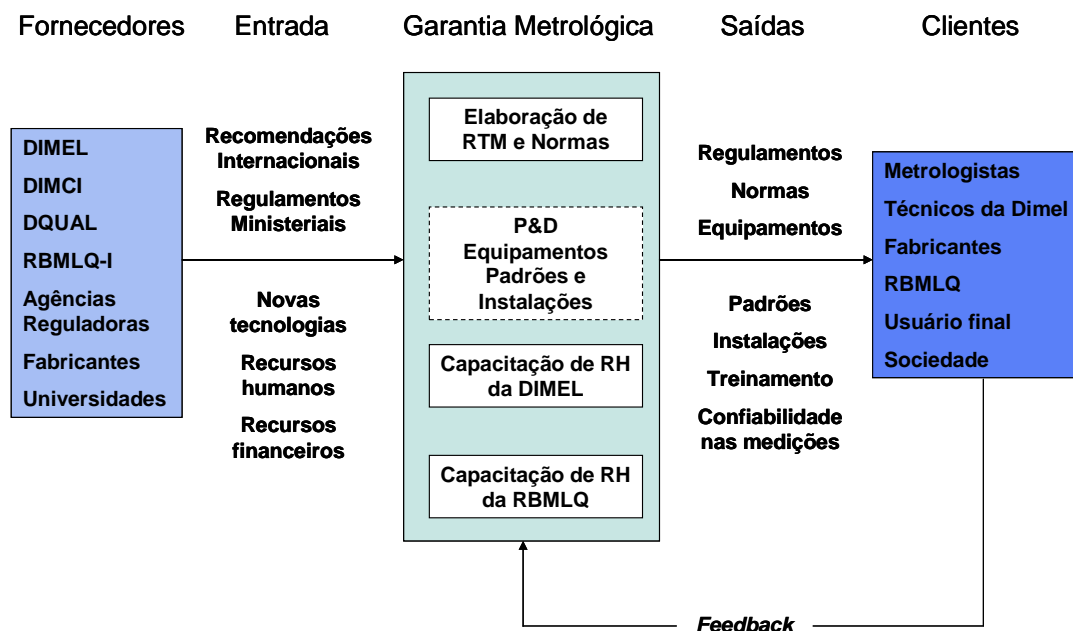 Fornecedores
Entrada
Garantia Metrológica
Saídas
Clientes
DIMEL
DIMCI
DQUAL
RBMLQ-I
Agências
Reguladoras
Fabricantes
Universidades
Recomendações
Internacionais
Regulamentos
Ministeriais
Novas
tecnologias
Recursos
humanos
Recursos
financeiros
Elaboração de
RTM e Normas
P&D
Equipamentos
Padrões e
Instalações
Capacitação de RH
da DIMEL
Capacitação de RH
da RBMLQ
Regulamentos
Normas
Equipamentos
Padrões
Instalações
Treinamento
Confiabilidade
nas medições
Metrologistas
Técnicos da Dimel
Fabricantes
RBMLQ
Usuário final
Sociedade
Feedback